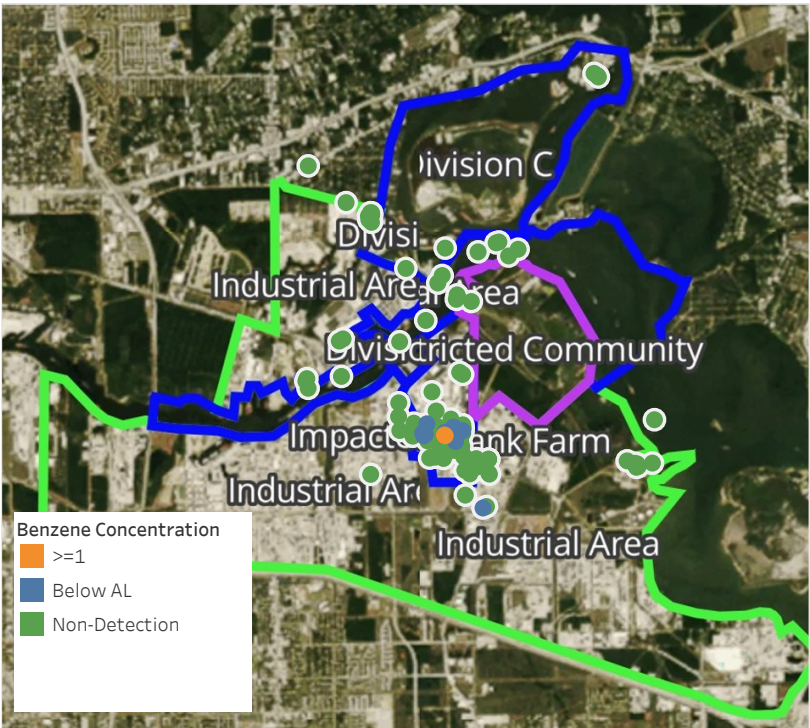 Division C
Divisi
Industrial Area
Area
Divisi
tricted Community
Impact
ank Farm
Industrial Ar
Industrial Area
Benzene Concentration
>=1
Below AL
Non-Detection